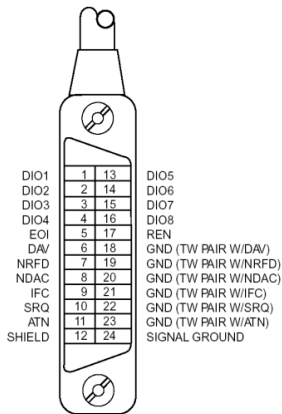 DIO1 1 13 DIO5
DIO2 2 14 DIO6
DIO3 3 15 DIO7
DIO4 4 16 DIO8
EOI 5 17 REN
DAV 6 18 GND (TW PAIR W/DAV)
NRFD 7 19 GND (TW PAIR W/NRFD)
NDAC 8 20 GND (TW PAIR W/NDAC)
IFC 9 21 GND (TW PAIR W/IFC)
SRQ 10 22 GND (TW PAIR W/SRQ)
ATN 11 23 GND (TW PAIR W/ATN)
SHIELD 12 24 SIGNAL GROUND